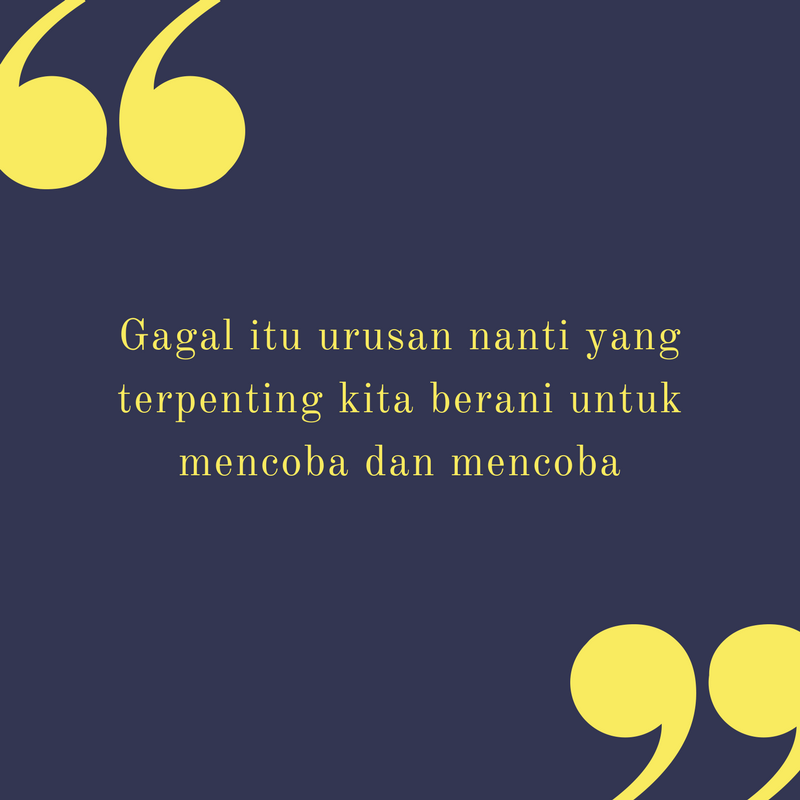 Gagal itu urusan nanti yang
terpenting kita berani untuk
mencoba dan mencoba